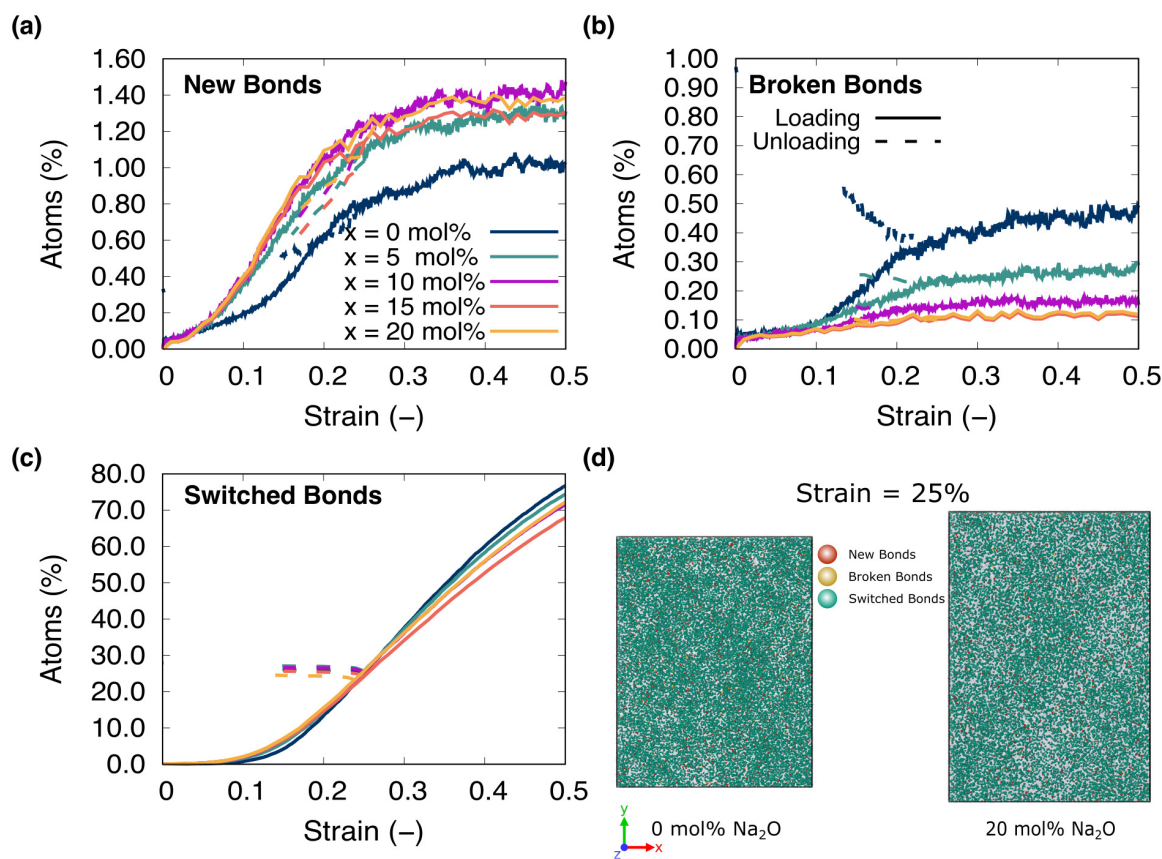 (a)
New Bonds
1.60
1.40
1.20
1.00
0.80
0.60
0.40
0.20
0.00
Atoms (%)
x = 0 mol%
x = 5 mol%
x = 10 mol%
x = 15 mol%
x = 20 mol%
0 0.1 0.2 0.3 0.4 0.5
Strain (–)
(b)
Broken Bonds
Loading
Unloading
1.00
0.90
0.80
0.70
0.60
0.50
0.40
0.30
0.20
0.10
0.00
Atoms (%)
0 0.1 0.2 0.3 0.4 0.5
Strain (–)
(c)
Switched Bonds
80.0
70.0
60.0
50.0
40.0
30.0
20.0
10.0
0.0
Atoms (%)
0 0.1 0.2 0.3 0.4 0.5
Strain (–)
(d)
Strain = 25%
New Bonds
Broken Bonds
Switched Bonds
y
z x
0 mol% Na₂O
20 mol% Na₂O